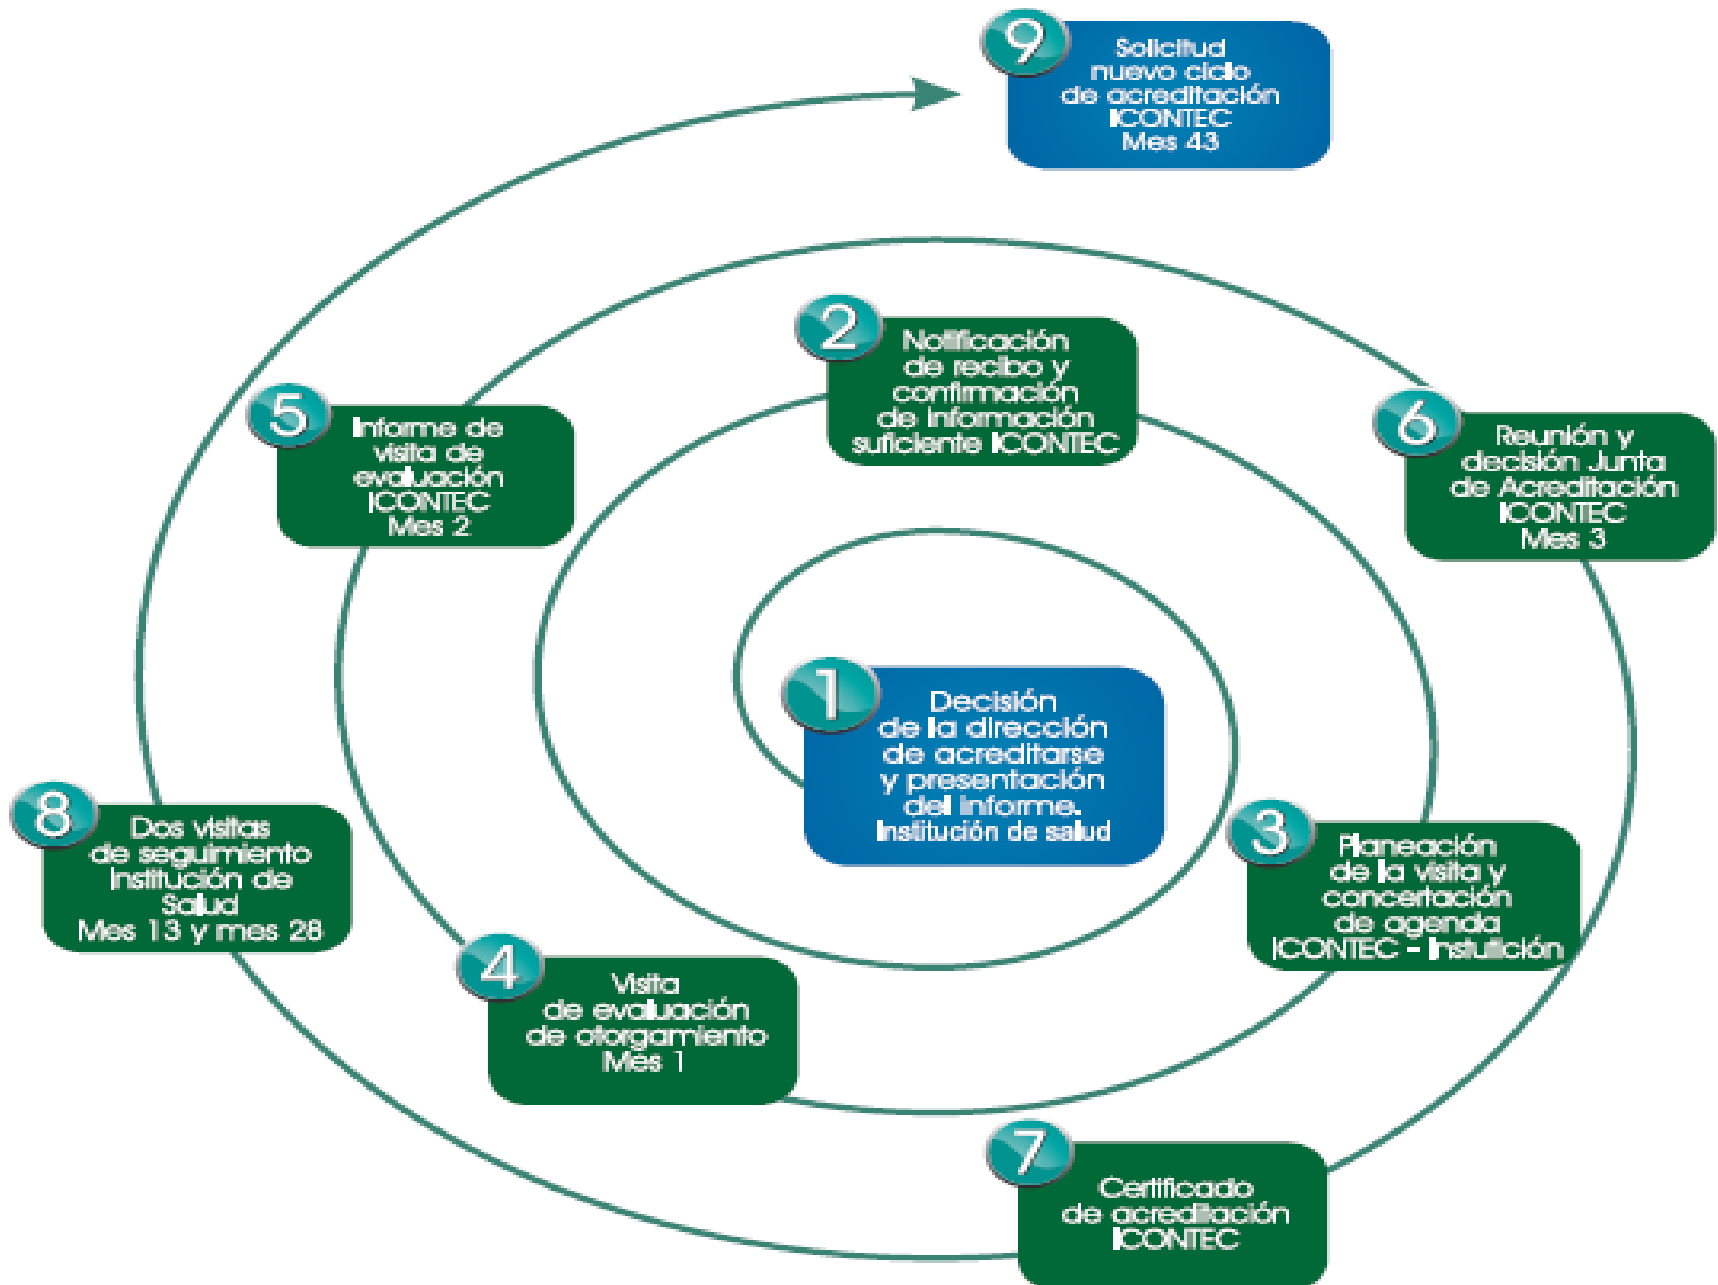 1
Decisión
de la dirección
de acreditarse
y presentación
del informe.
Institución de salud
2
Notificación
de recibo y
confirmación
de información
suficiente ICONTEC
3
Planeación
de la visita y
concertación
de agenda
ICONTEC - Instutición
4
Visita
de evaluación
de otorgamiento
Mes 1
5
Informe de
visita de
evaluación
ICONTEC
Mes 2
6
Reunión y
decisión Junta
de Acreditación
ICONTEC
Mes 3
7
Certificado
de acreditación
ICONTEC
8
Dos visitas
de seguimiento
Institución de
Salud
Mes 13 y mes 28
9
Solicitud
nuevo ciclo
de acreditación
ICONTEC
Mes 43